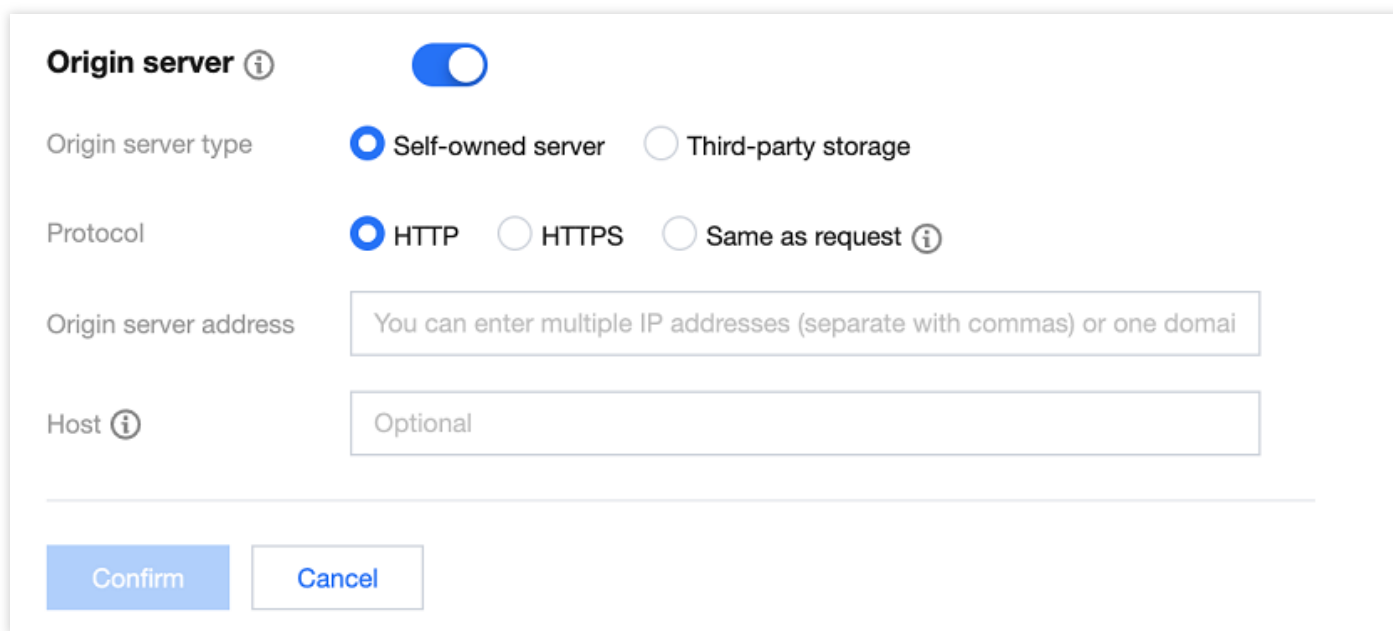 Origin server
Origin server type Self-owned server Third-party storage
Protocol HTTP HTTPS Same as request
Origin server address You can enter multiple IP addresses (separate with commas) or one domai
Host Optional
Confirm Cancel